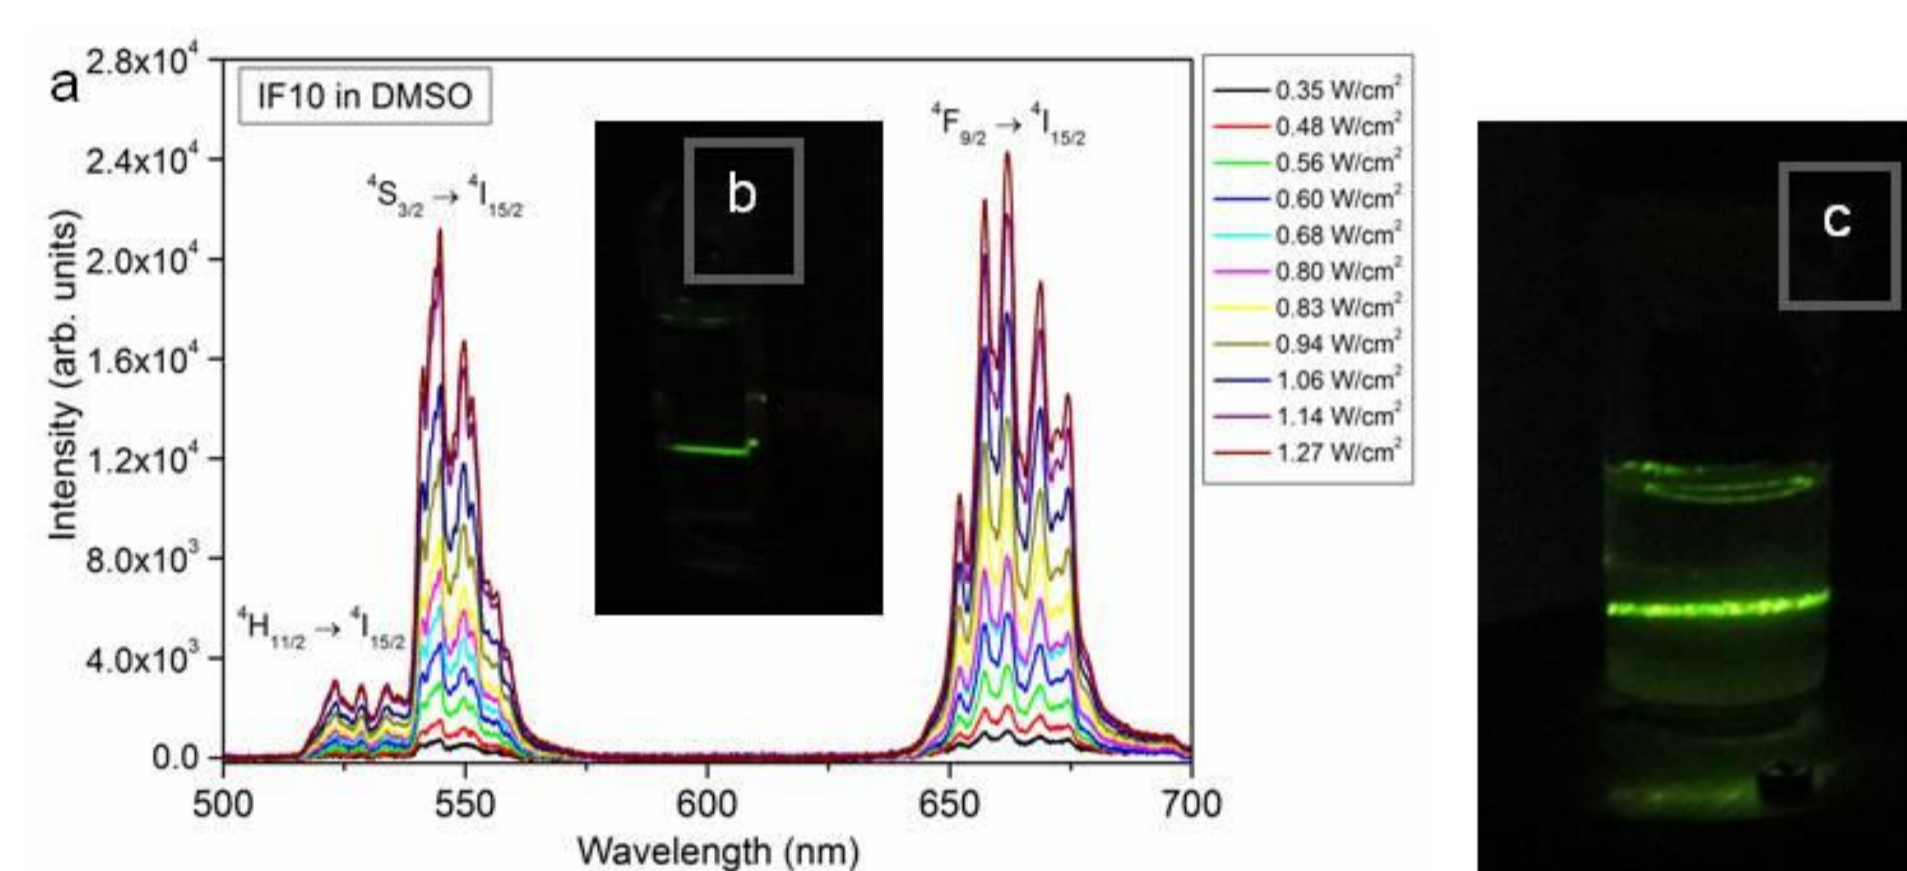 a
IF10 in DMSO
⁴H₁₁/₂ → ⁴I₁₅/₂
⁴S₃/₂ → ⁴I₁₅/₂
⁴F₉/₂ → ⁴I₁₅/₂
b
c
0.35 W/cm²
0.48 W/cm²
0.56 W/cm²
0.60 W/cm²
0.68 W/cm²
0.80 W/cm²
0.83 W/cm²
0.94 W/cm²
1.06 W/cm²
1.14 W/cm²
1.27 W/cm²
Intensity (arb. units)
2.8x10⁴
2.4x10⁴
2.0x10⁴
1.6x10⁴
1.2x10⁴
8.0x10³
4.0x10³
0.0
500 550 600 650 700
Wavelength (nm)